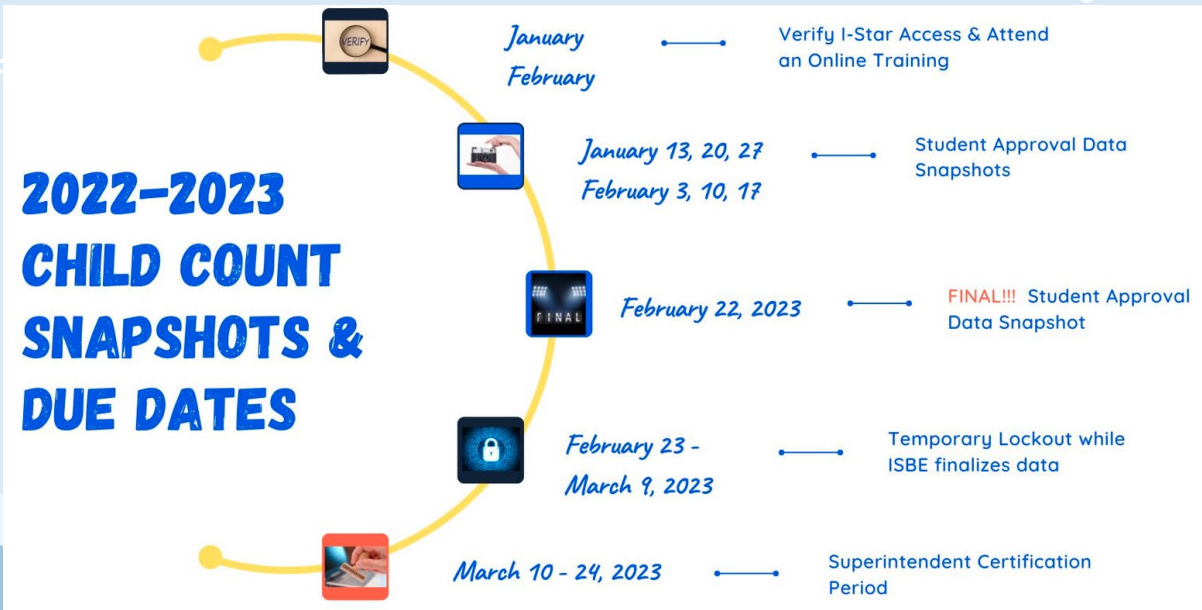 2022-2023
CHILD COUNT
SNAPSHOTS &
DUE DATES
VERIFY
January
February
Verify I-Star Access & Attend
an Online Training
January 13, 20, 27
February 3, 10, 17
Student Approval Data
Snapshots
FINAL
February 22, 2023
FINAL!!! Student Approval
Data Snapshot
February 23 -
March 9, 2023
Temporary Lockout while
ISBE finalizes data
March 10 - 24, 2023
Superintendent Certification
Period